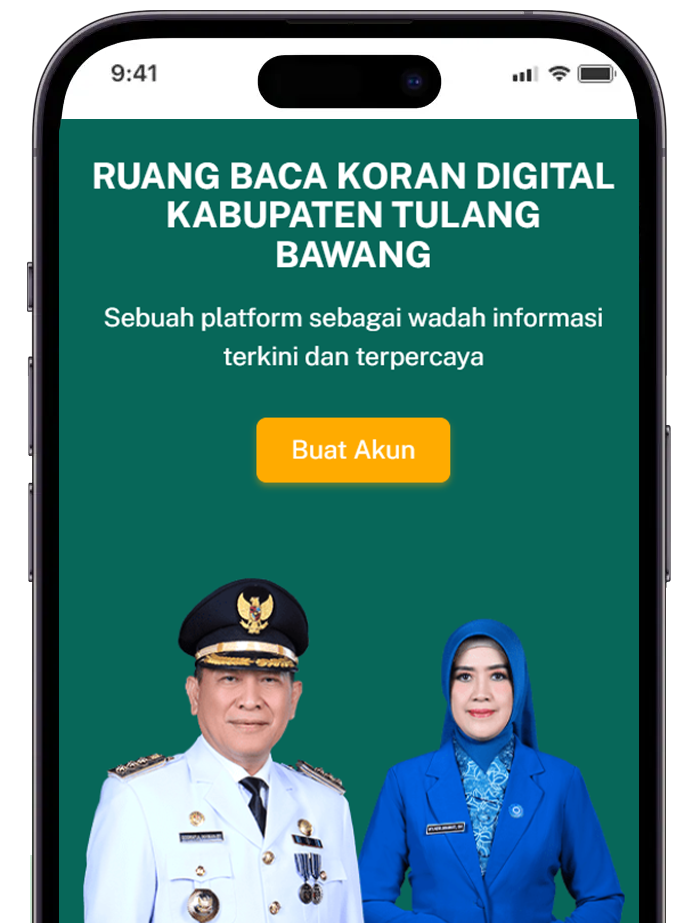 9:41
RUANG BACA KORAN DIGITAL
KABUPATEN TULANG
BAWANG
Sebuah platform sebagai wadah informasi
terkini dan terpercaya
Buat Akun